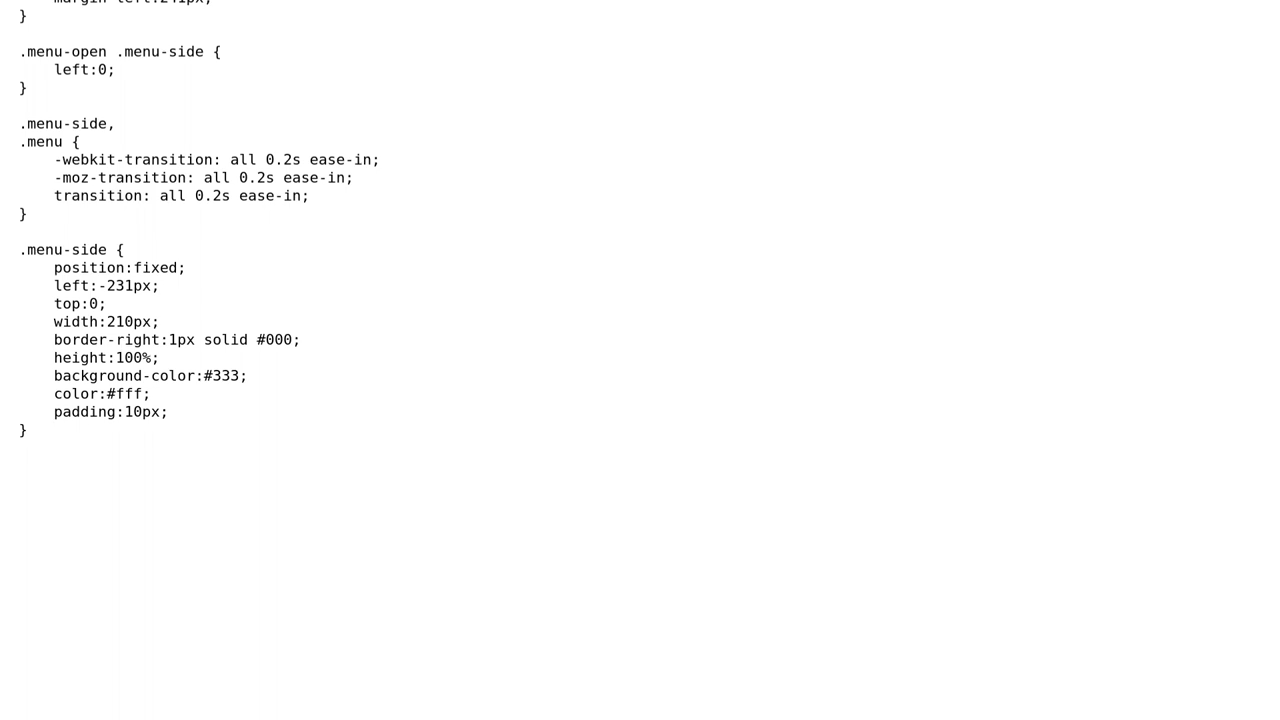 }
.menu-open .menu-side {
    left:0;
}
.menu-side,
.menu {
    -webkit-transition: all 0.2s ease-in;
    -moz-transition: all 0.2s ease-in;
    transition: all 0.2s ease-in;
}
.menu-side {
    position:fixed;
    left:-231px;
    top:0;
    width:210px;
    border-right:1px solid #000;
    height:100%;
    background-color:#333;
    color:#fff;
    padding:10px;
}